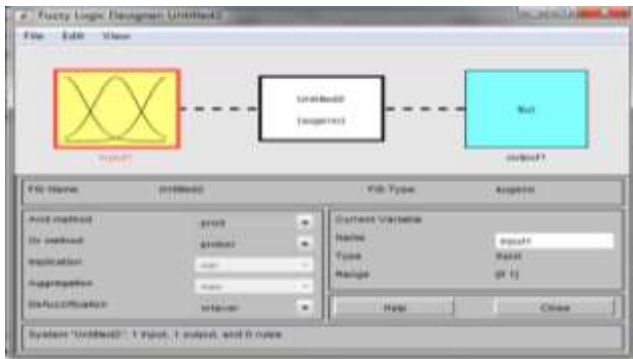 Fuzzy Logic Designer: Untitled2
File Edit View
Untitled2
(sugeno)
f(u)
input1
output1
FIS Name: Untitled2 FIS Type: sugeno
And method prod
Or method probor
Implication min
Aggregation max
Defuzzification wtaver
Current Variable
Name input1
Type input
Range [0 1]
Help Close
System "Untitled2": 1 input, 1 output, and 0 rules